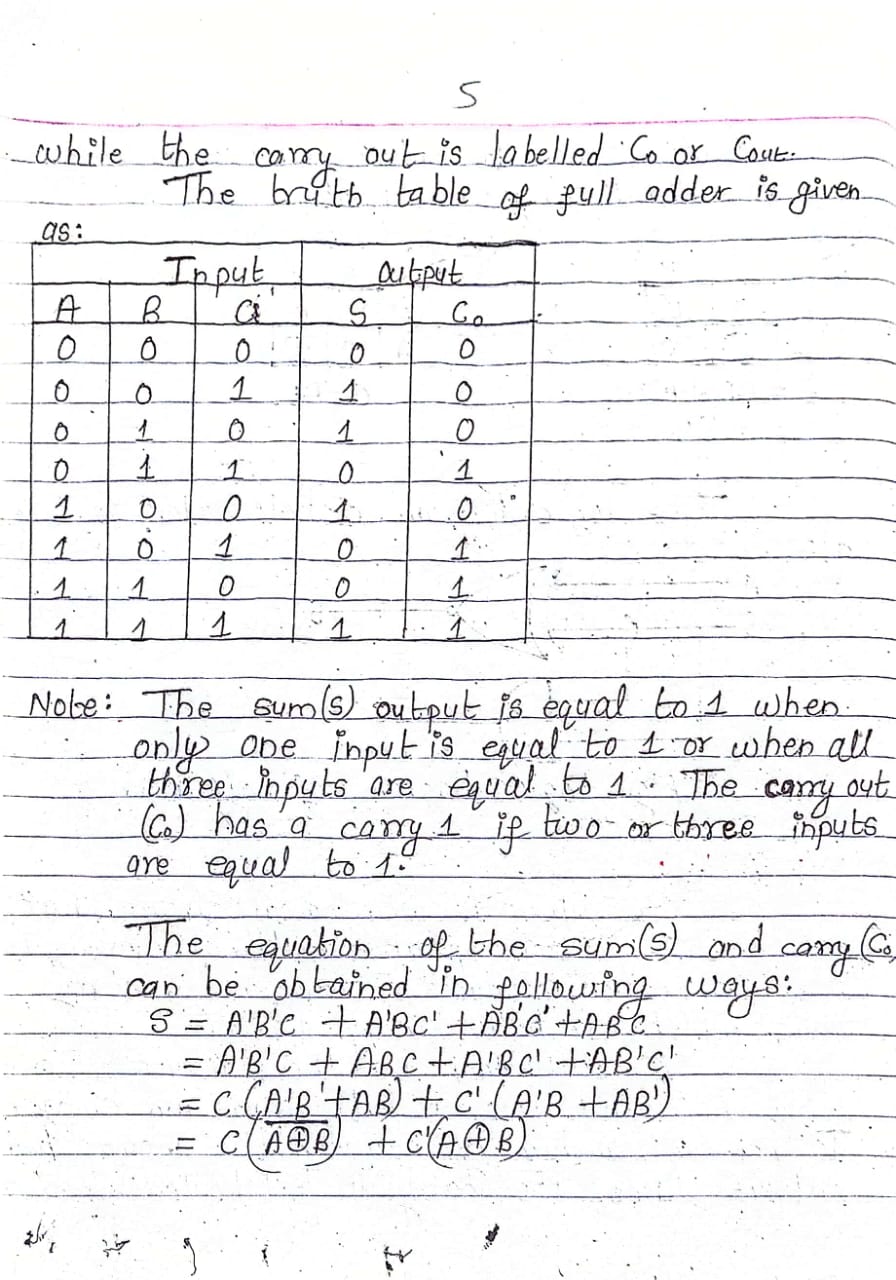 5
while the carry out is labelled Co or Cout.
The truth table of full adder is given
as:
Input Output
A B Ci S Co
0 0 0 0 0
0 0 1 1 0
0 1 0 1 0
0 1 1 0 1
1 0 0 1 0
1 0 1 0 1
1 1 0 0 1
1 1 1 1 1
Note: The sum(s) output is equal to 1 when
only one input is equal to 1 or when all
three inputs are equal to 1. The carry out
(Co) has a carry 1 if two or three inputs
are equal to 1.
The equation of the sum(s) and carry (Co
can be obtained in following ways:
S = A'B'C + A'BC' + AB'C' + ABC
= A'B'C + ABC + A'BC' + AB'C'
= C (A'B'+AB) + C' (A'B +AB')
= C(\overline{A⊕B}) + C'(A⊕B)